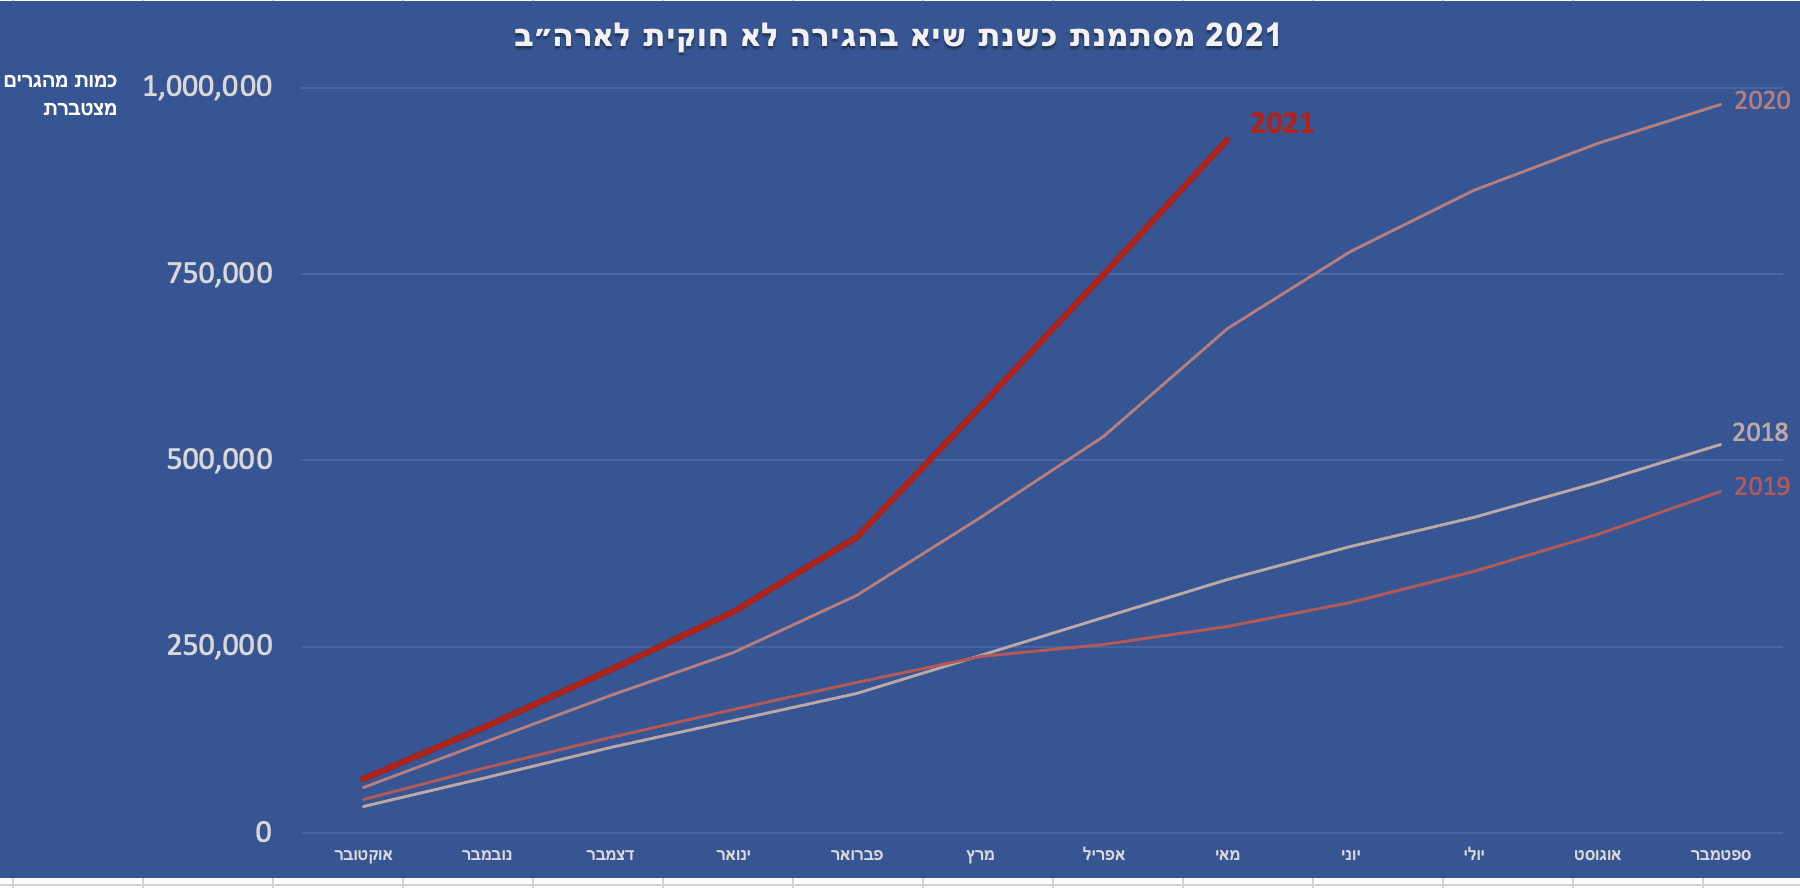 2021 מסתמנת כשנת שיא בהגירה לא חוקית לארה״ב
כמות מהגרים
מצטברת
1,000,000
750,000
500,000
250,000
0
2021
2020
2018
2019
אוקטובר נובמבר דצמבר ינואר פברואר מרץ אפריל מאי יוני יולי אוגוסט ספטמבר